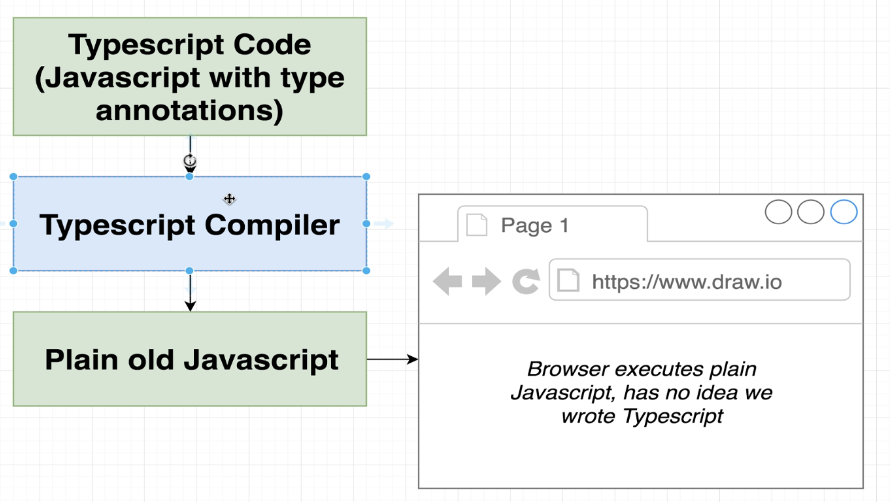 Typescript Code
(Javascript with type
annotations)
Typescript Compiler
Plain old Javascript
Page 1
https://www.draw.io
Browser executes plain
Javascript, has no idea we
wrote Typescript